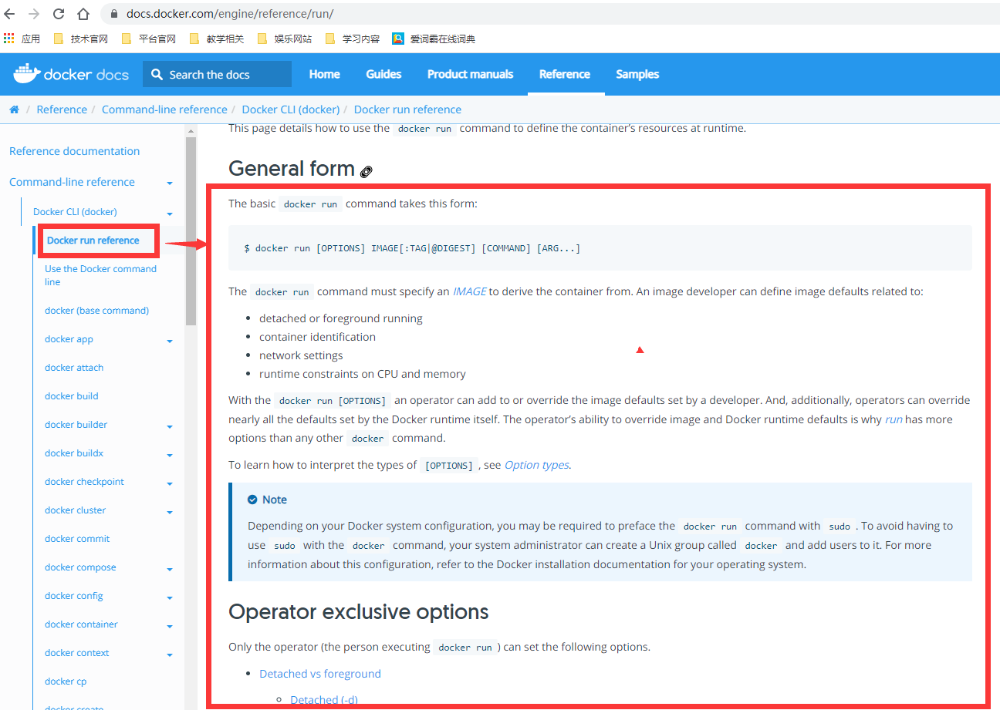 docs.docker.com/engine/reference/run/
应用 技术官网 平台官网 教学相关 娱乐网站 学习内容 爱词霸在线词典
docker docs Search the docs Home Guides Product manuals Reference Samples
/ Reference / Command-line reference / Docker CLI (docker) / Docker run reference
Reference documentation
Command-line reference
Docker CLI (docker)
Docker run reference
Use the Docker command
line
docker (base command)
docker app
docker attach
docker build
docker builder
docker buildx
docker checkpoint
docker cluster
docker commit
docker compose
docker config
docker container
docker context
docker cp
docker create
This page details how to use the docker run command to define the container's resources at runtime.
General form
The basic docker run command takes this form:
$ docker run [OPTIONS] IMAGE[:TAG|@DIGEST] [COMMAND] [ARG...]
The docker run command must specify an IMAGE to derive the container from. An image developer can define image defaults related to:
• detached or foreground running
• container identification
• network settings
• runtime constraints on CPU and memory
With the docker run [OPTIONS] an operator can add to or override the image defaults set by a developer. And, additionally, operators can override
nearly all the defaults set by the Docker runtime itself. The operator's ability to override image and Docker runtime defaults is why run has more
options than any other docker command.
To learn how to interpret the types of [OPTIONS] , see Option types.
Note
Depending on your Docker system configuration, you may be required to preface the docker run command with sudo . To avoid having to
use sudo with the docker command, your system administrator can create a Unix group called docker and add users to it. For more
information about this configuration, refer to the Docker installation documentation for your operating system.
Operator exclusive options
Only the operator (the person executing docker run ) can set the following options.
• Detached vs foreground
◦ Detached (-d)